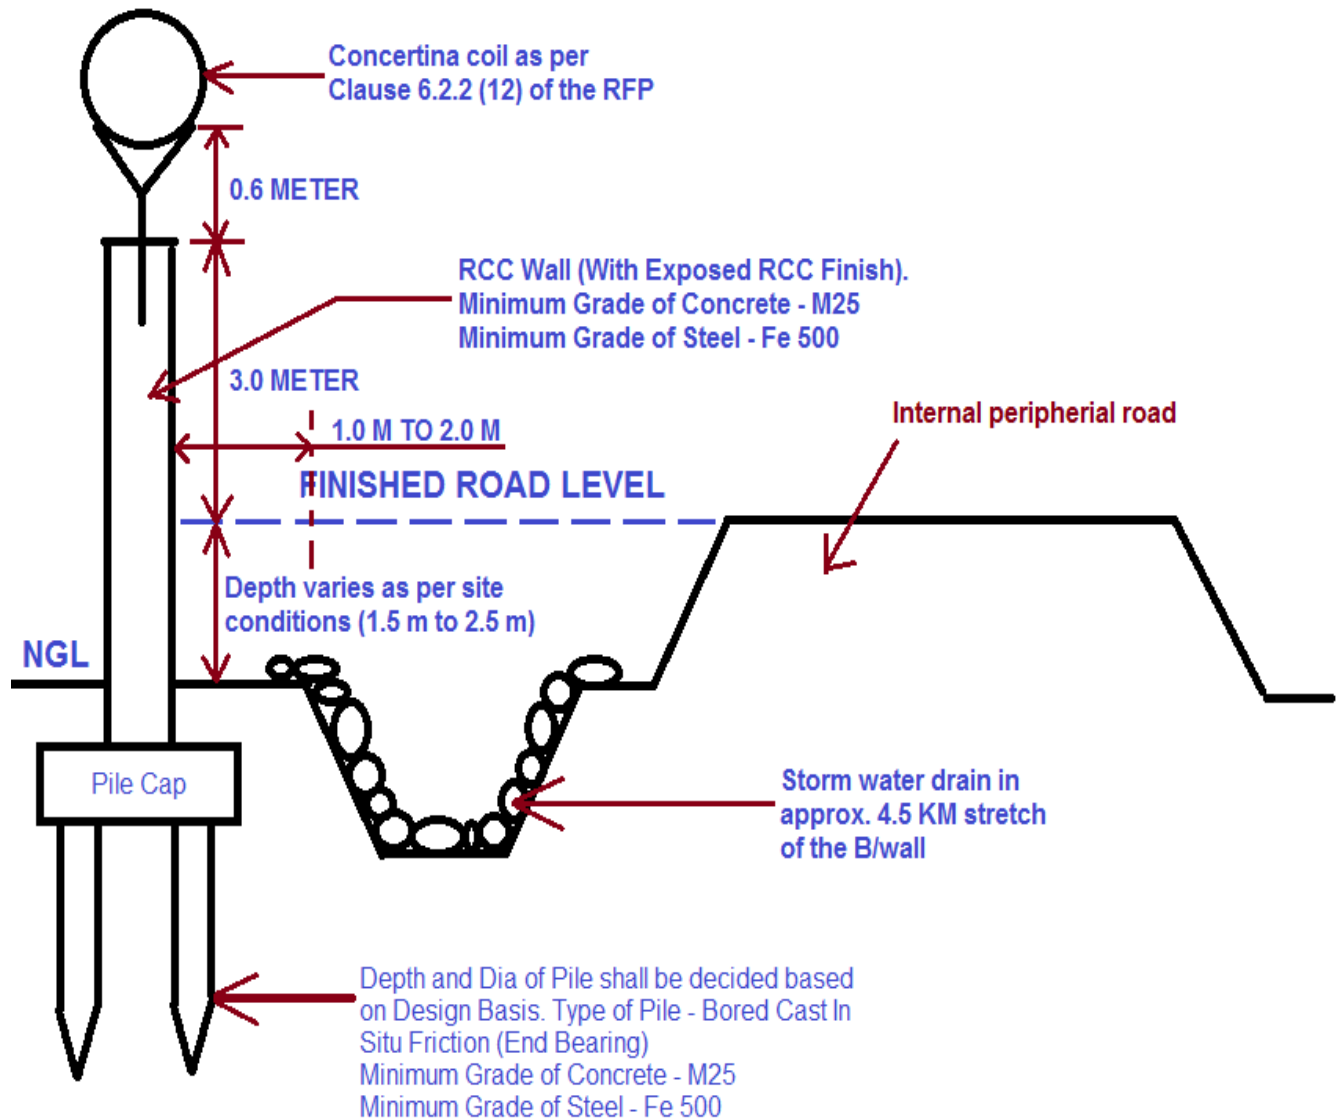 Concertina coil as per
Clause 6.2.2 (12) of the RFP
0.6 METER
RCC Wall (With Exposed RCC Finish).
Minimum Grade of Concrete - M25
Minimum Grade of Steel - Fe 500
3.0 METER
1.0 M TO 2.0 M
Internal peripherial road
FINISHED ROAD LEVEL
Depth varies as per site
conditions (1.5 m to 2.5 m)
NGL
Pile Cap
Storm water drain in
approx. 4.5 KM stretch
of the B/wall
Depth and Dia of Pile shall be decided based
on Design Basis. Type of Pile - Bored Cast In
Situ Friction (End Bearing)
Minimum Grade of Concrete - M25
Minimum Grade of Steel - Fe 500